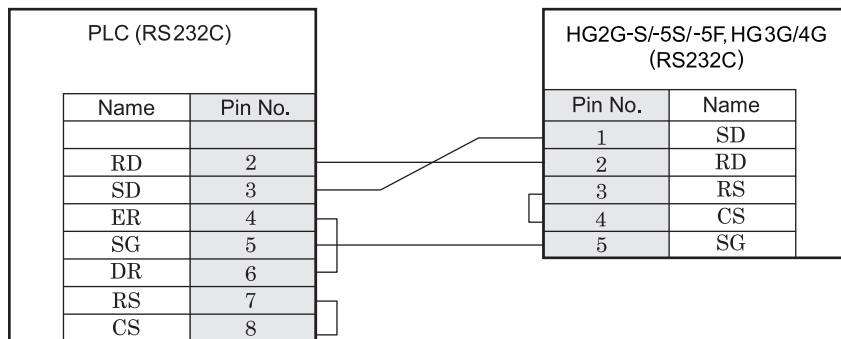 PLC (RS232C)
Name Pin No.
RD 2
SD 3
ER 4
SG 5
DR 6
RS 7
CS 8
HG2G-S/-5S/-5F, HG3G/4G
(RS232C)
Pin No. Name
1 SD
2 RD
3 RS
4 CS
5 SG